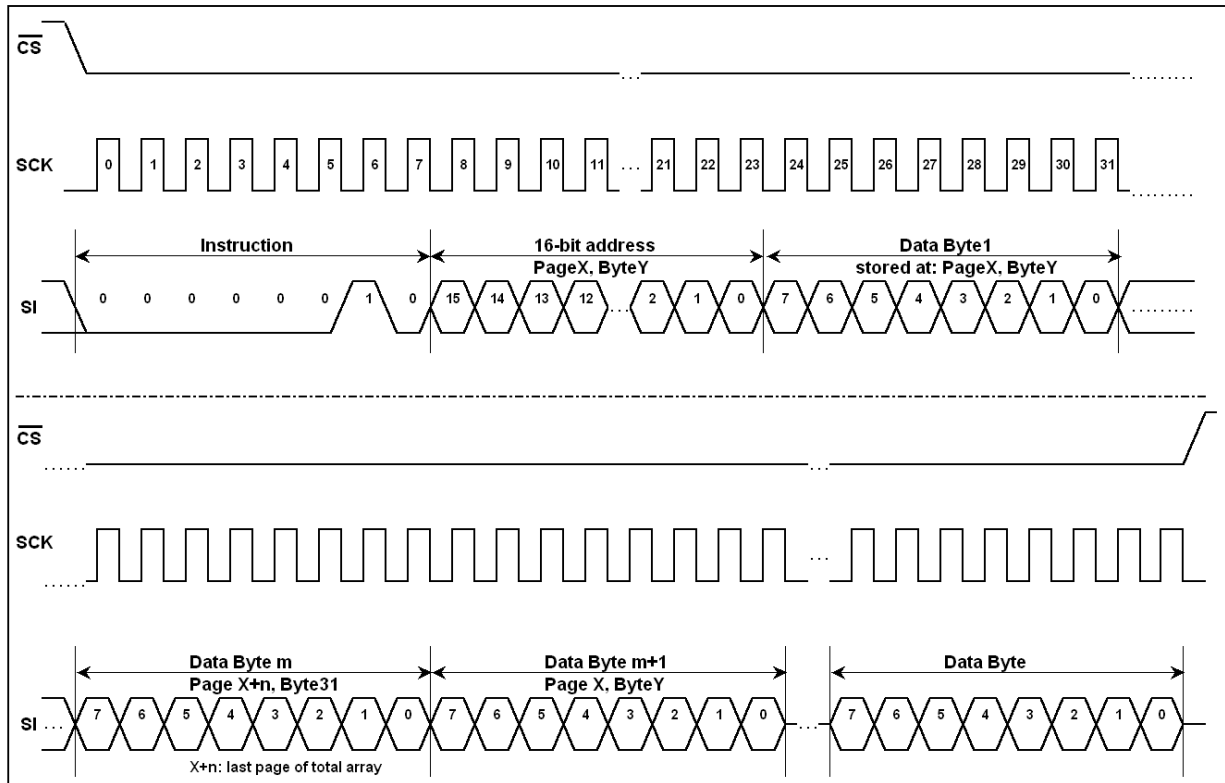 CS
...
.........
SCK
0 1 2 3 4 5 6 7 8 9 10 11 ... 21 22 23 24 25 26 27 28 29 30 31
.........
Instruction
16-bit address
Data Byte1
PageX, ByteY
stored at: PageX, ByteY
SI
0 0 0 0 0 0 1 0 15 14 13 12 ... 2 1 0 7 6 5 4 3 2 1 0 .........
CS
......
...
SCK
......
...
Data Byte m
Data Byte m+1
Data Byte
Page X+n, Byte31
Page X, ByteY
SI
... 7 6 5 4 3 2 1 0 7 6 5 4 3 2 1 0 ... 7 6 5 4 3 2 1 0
X+n: last page of total array